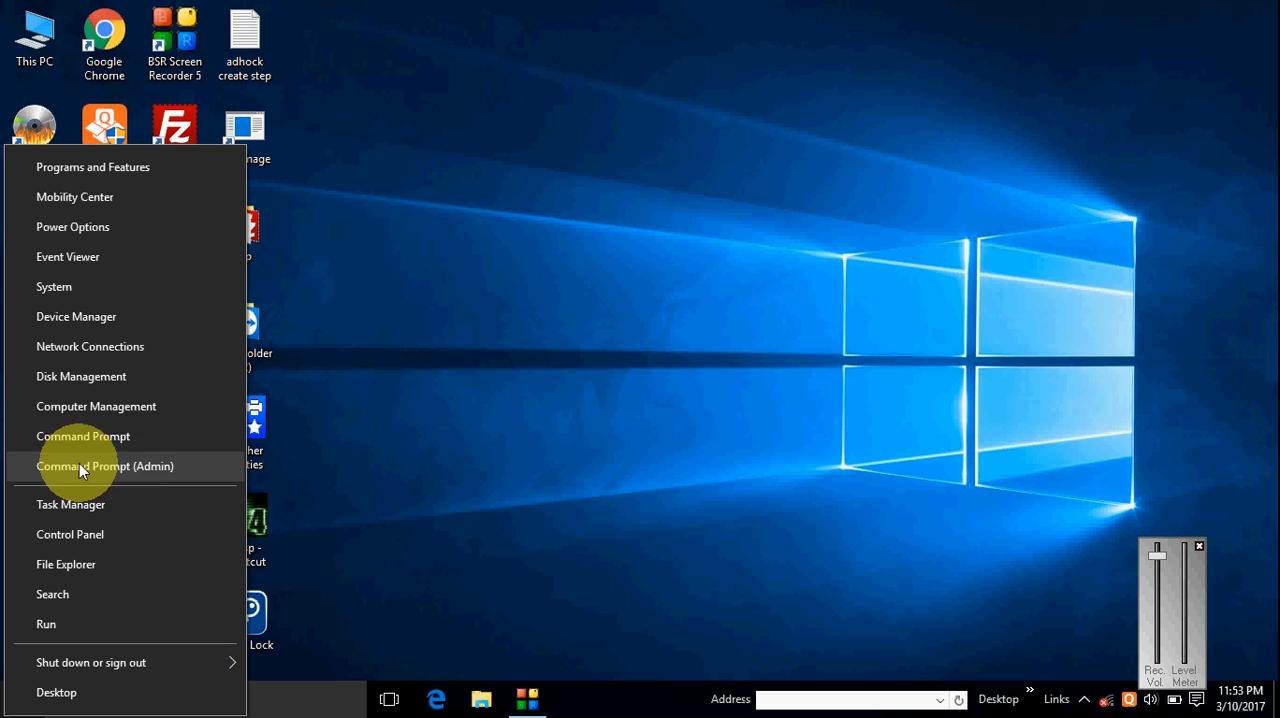 This PC
Google
Chrome
BSR Screen
Recorder 5
adhock
create step
Programs and Features
Mobility Center
Power Options
Event Viewer
System
Device Manager
Network Connections
Disk Management
Computer Management
Command Prompt
Command Prompt (Admin)
Task Manager
Control Panel
File Explorer
Search
Run
Shut down or sign out
Desktop
older
)
her
ties
cut
Lock
Rec. Level
Vol. Meter
Address
Desktop
Links
11:53 PM
3/10/2017